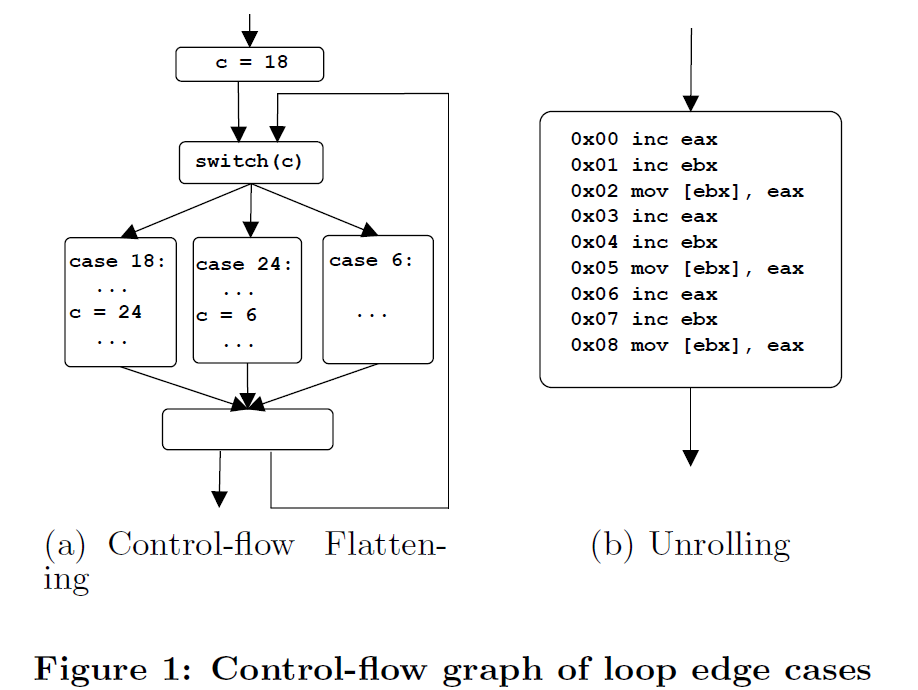 c = 18
switch(c)
case 18:
...
c = 24
...
case 24:
...
c = 6
...
case 6:
...
(a) Control-flow Flatten-
ing
0x00 inc eax
0x01 inc ebx
0x02 mov [ebx], eax
0x03 inc eax
0x04 inc ebx
0x05 mov [ebx], eax
0x06 inc eax
0x07 inc ebx
0x08 mov [ebx], eax
(b) Unrolling
Figure 1: Control-flow graph of loop edge cases